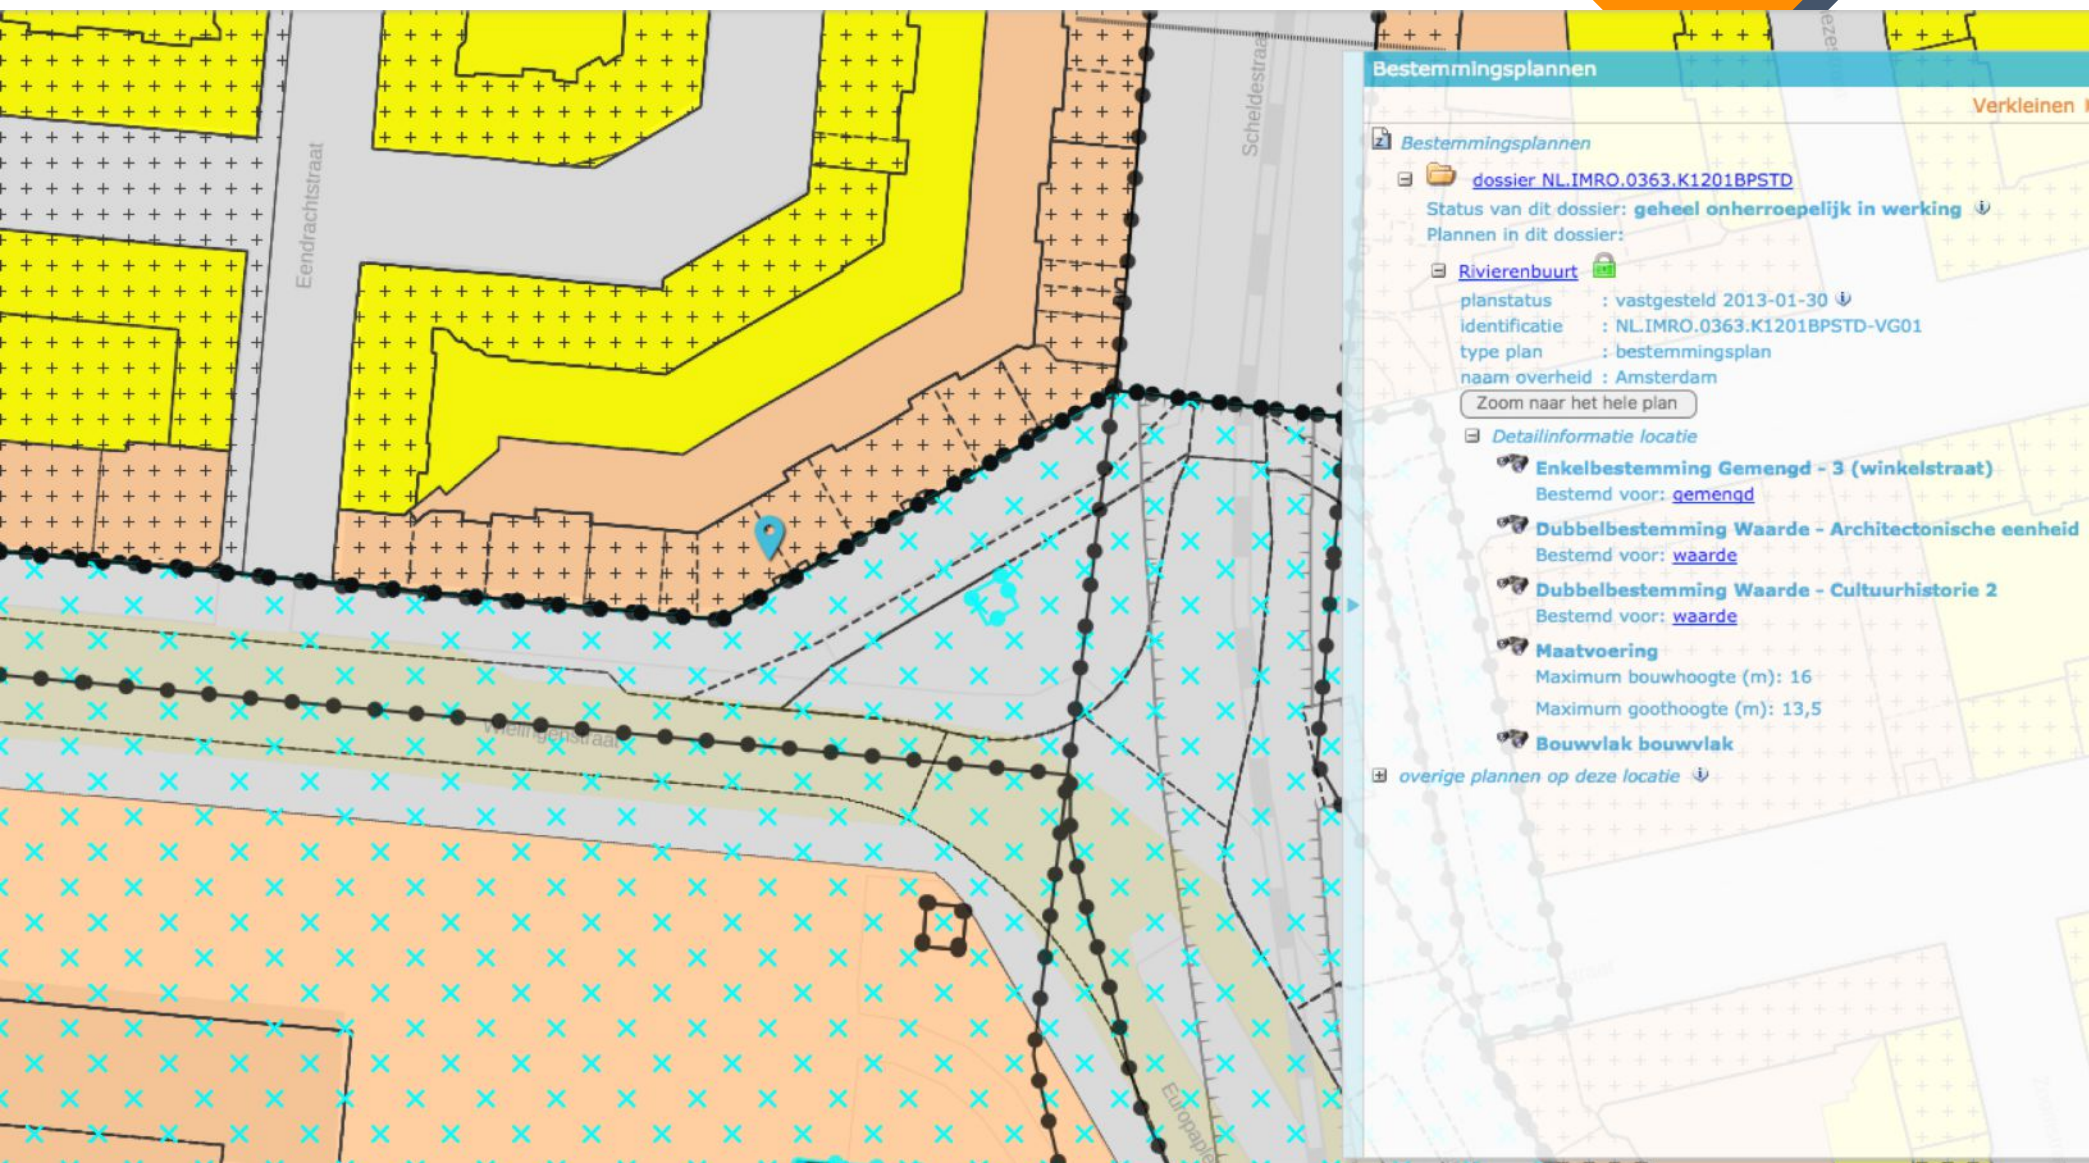 Eendrachtstraat
Scheldestraat
Wielingenstraat
Bestemmingsplannen
Verkleinen
Bestemmingsplannen
dossier NL.IMRO.0363.K1201BPSTD
Status van dit dossier: geheel onherroepelijk in werking
Plannen in dit dossier:
Rivierenbuurt
planstatus : vastgesteld 2013-01-30
identificatie : NL.IMRO.0363.K1201BPSTD-VG01
type plan : bestemmingsplan
naam overheid : Amsterdam
Zoom naar het hele plan
Detailinformatie locatie
Enkelbestemming Gemengd - 3 (winkelstraat)
Bestemd voor: gemengd
Dubbelbestemming Waarde - Architectonische eenheid
Bestemd voor: waarde
Dubbelbestemming Waarde - Cultuurhistorie 2
Bestemd voor: waarde
Maatvoering
Maximum bouwhoogte (m): 16
Maximum goothoogte (m): 13,5
Bouwvlak bouwvlak
overige plannen op deze locatie